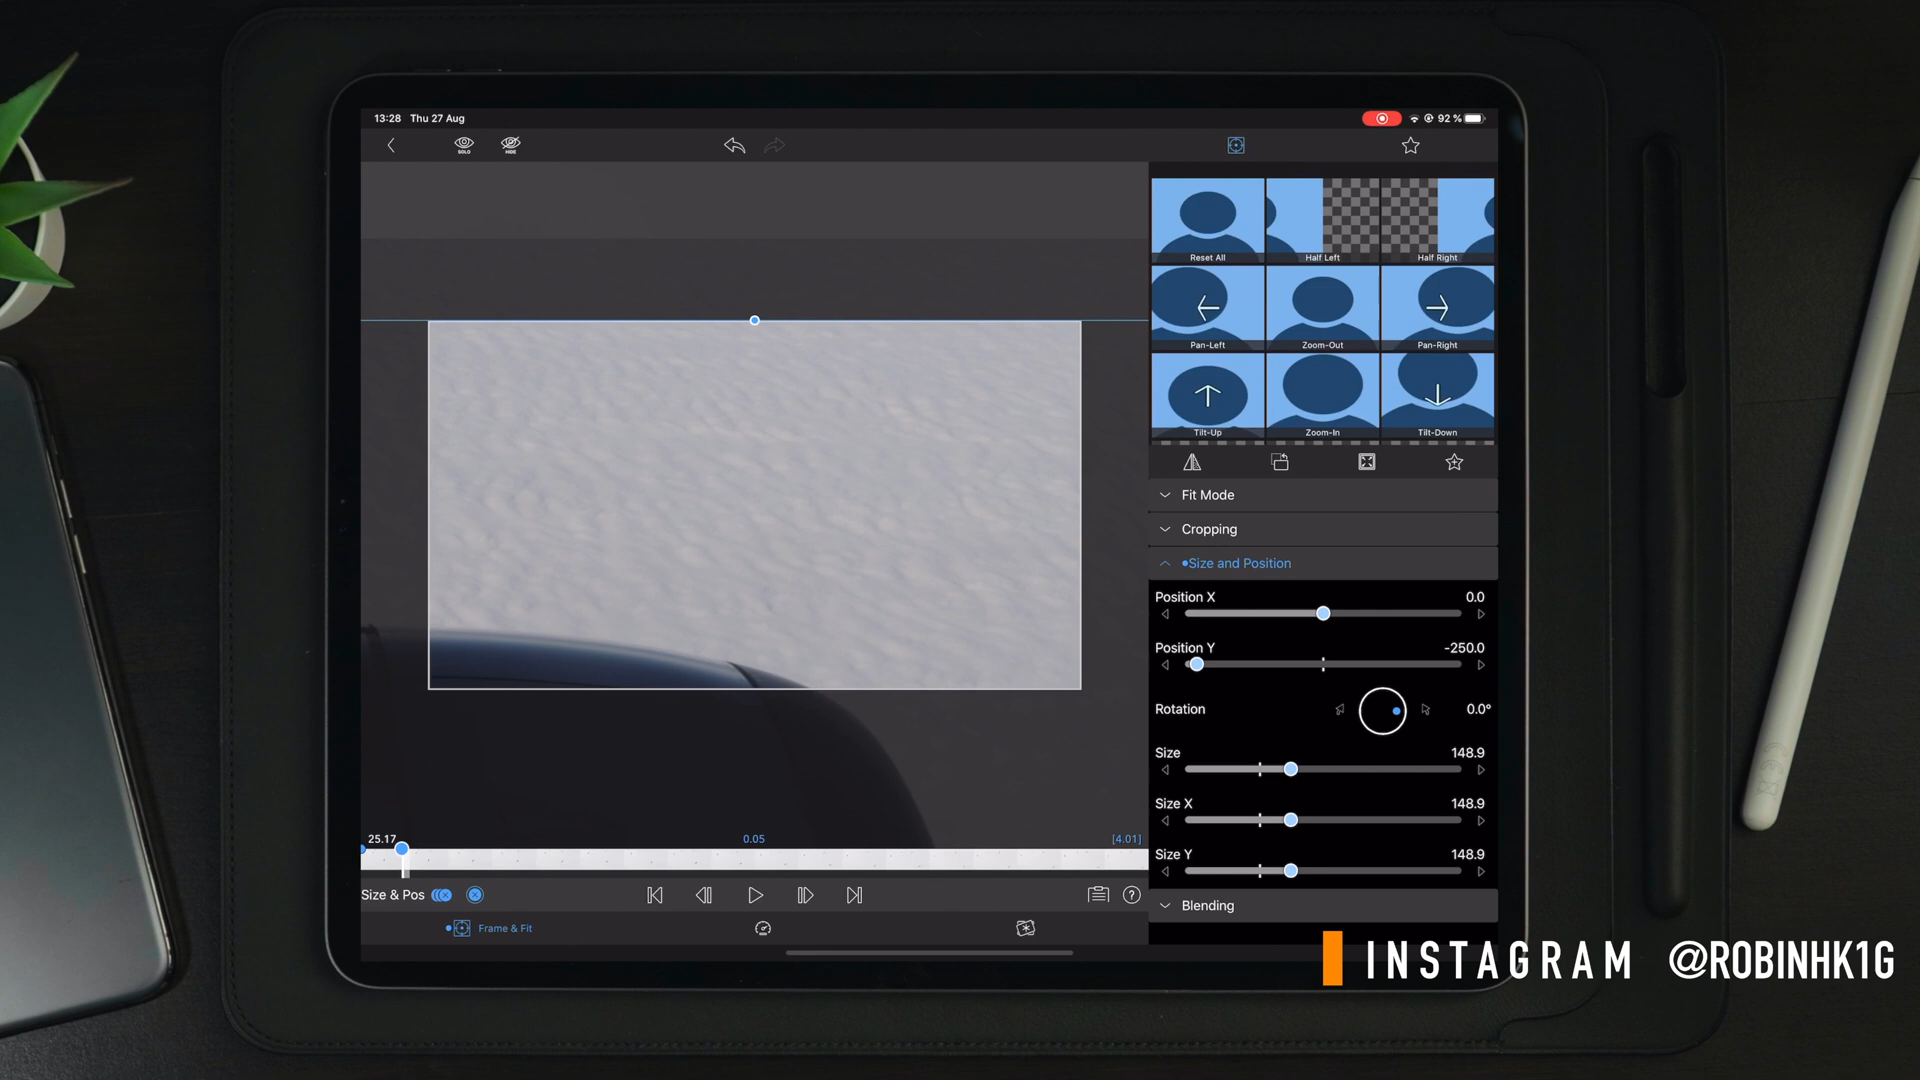 13:28 Thu 27 Aug
92 %
SOLO
HIDE
Reset All
Half Left
Half Right
Pan-Left
Zoom-Out
Pan-Right
Tilt-Up
Zoom-In
Tilt-Down
Fit Mode
Cropping
Size and Position
Position X 0.0
Position Y -250.0
Rotation 0.0°
Size 148.9
Size X 148.9
Size Y 148.9
Blending
25.17 0.05 [4.01]
Size & Pos
?
Frame & Fit
INSTAGRAM @ROBINHK1G